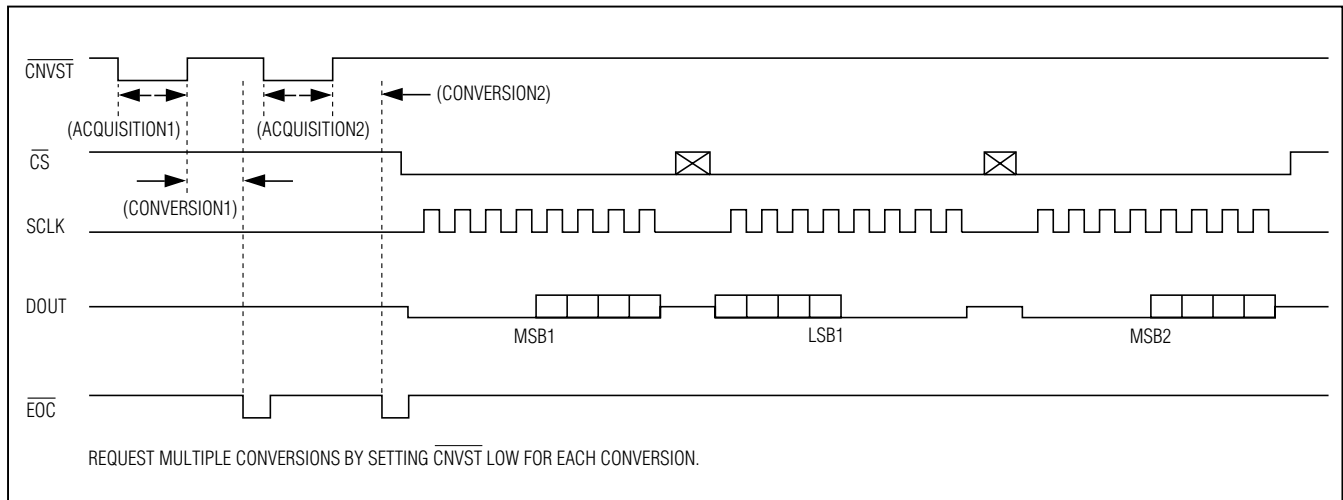 CNVST
(CONVERSION2)
(ACQUISITION1)
(ACQUISITION2)
CS
(CONVERSION1)
SCLK
DOUT
MSB1
LSB1
MSB2
EOC
REQUEST MULTIPLE CONVERSIONS BY SETTING CNVST LOW FOR EACH CONVERSION.